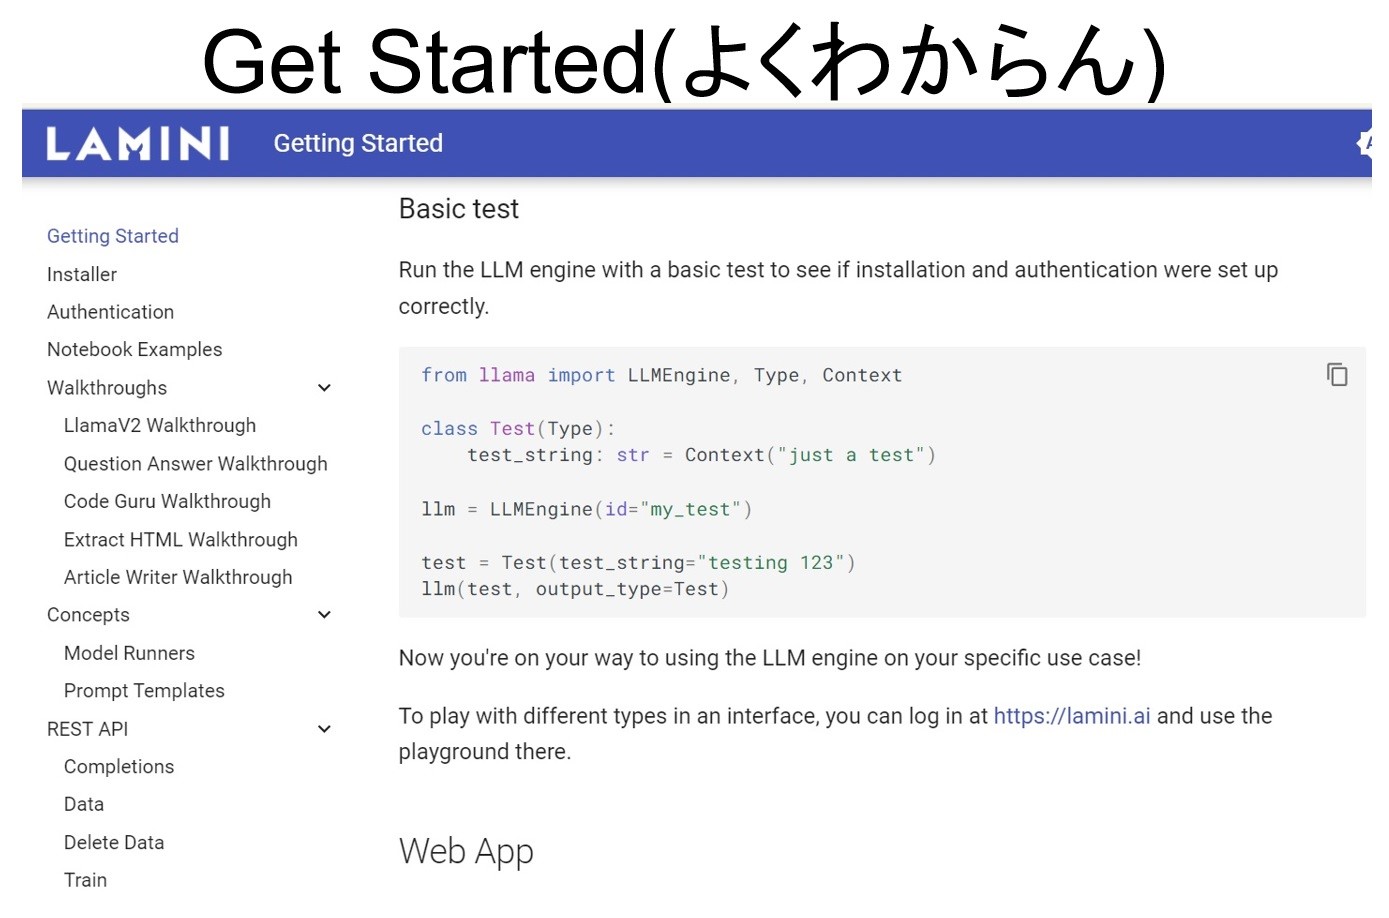 Get Started(よくわからん)
LAMINI
Getting Started
Getting Started
Installer
Authentication
Notebook Examples
Walkthroughs
LlamaV2 Walkthrough
Question Answer Walkthrough
Code Guru Walkthrough
Extract HTML Walkthrough
Article Writer Walkthrough
Concepts
Model Runners
Prompt Templates
REST API
Completions
Data
Delete Data
Train
Basic test
Run the LLM engine with a basic test to see if installation and authentication were set up
correctly.
from llama import LLMEngine, Type, Context
class Test(Type):
    test_string: str = Context("just a test")
llm = LLMEngine(id="my_test")
test = Test(test_string="testing 123")
llm(test, output_type=Test)
Now you're on your way to using the LLM engine on your specific use case!
To play with different types in an interface, you can log in at https://lamini.ai and use the
playground there.
Web App